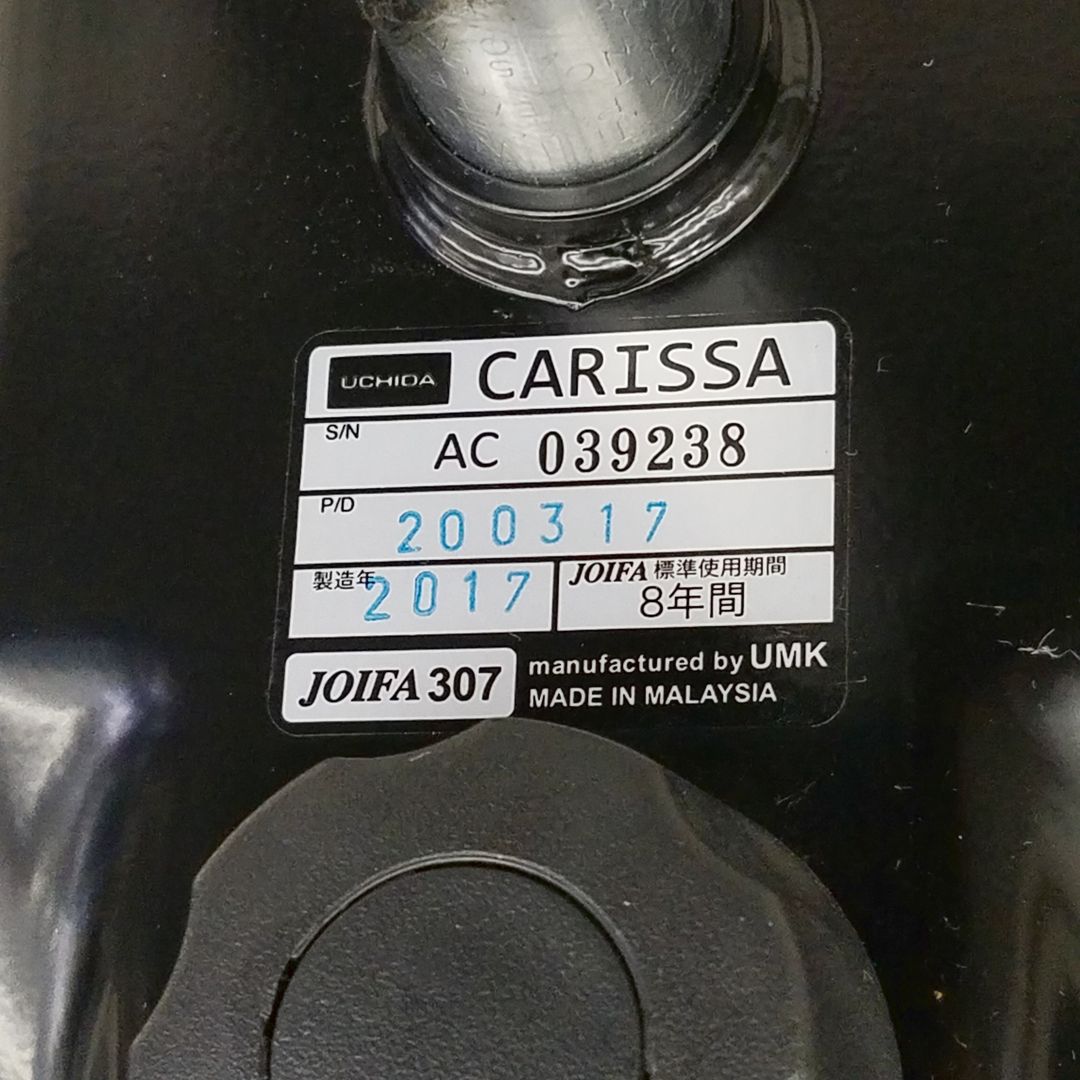 UCHIDA CARISSA
S/N AC 039238
P/D 200317
製造年 2017
JOIFA 標準使用期間
8年間
JOIFA 307
manufactured by UMK
MADE IN MALAYSIA